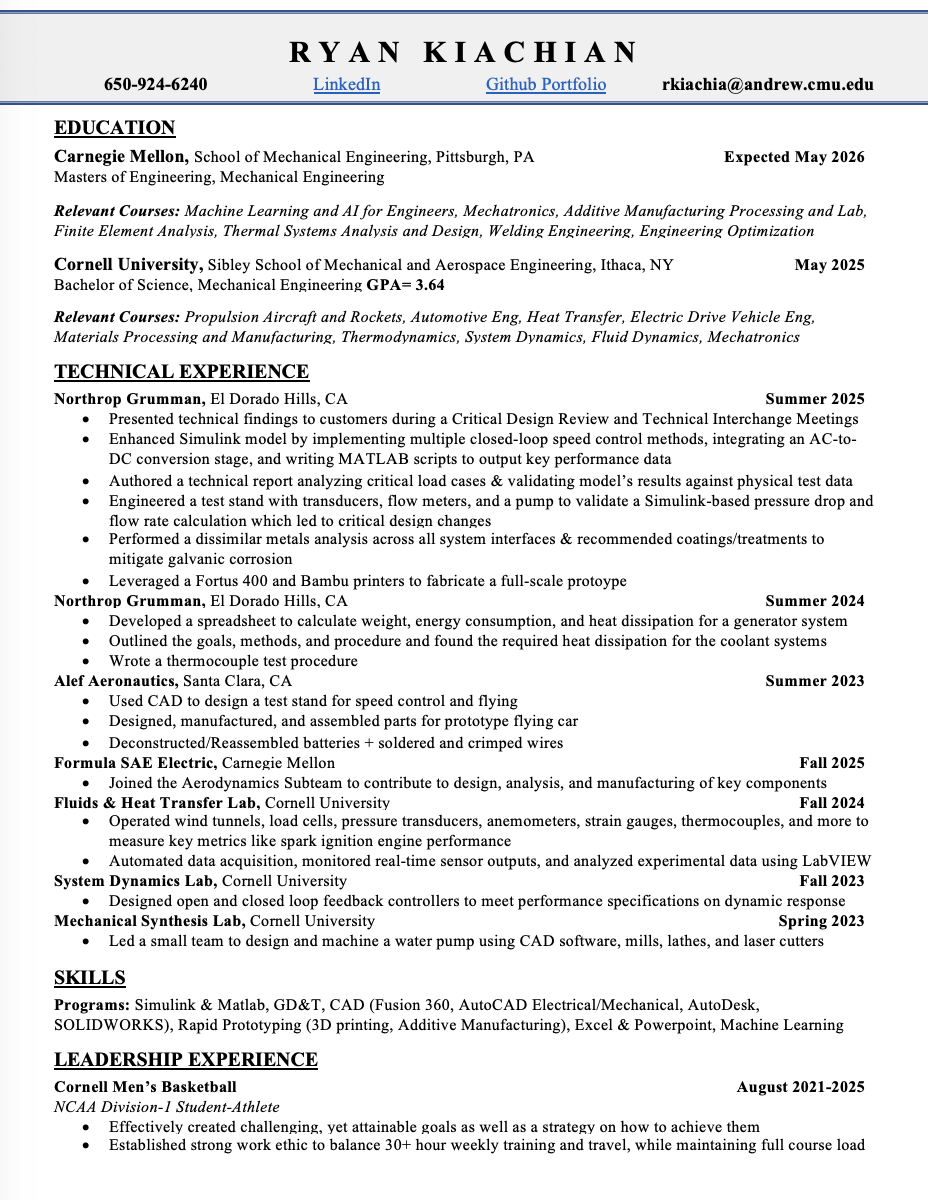 RYAN KIACHIAN
650-924-6240 LinkedIn Github Portfolio rkiachia@andrew.cmu.edu
EDUCATION
Carnegie Mellon, School of Mechanical Engineering, Pittsburgh, PA Expected May 2026
Masters of Engineering, Mechanical Engineering
Relevant Courses: Machine Learning and AI for Engineers, Mechatronics, Additive Manufacturing Processing and Lab,
Finite Element Analysis, Thermal Systems Analysis and Design, Welding Engineering, Engineering Optimization
Cornell University, Sibley School of Mechanical and Aerospace Engineering, Ithaca, NY May 2025
Bachelor of Science, Mechanical Engineering GPA= 3.64
Relevant Courses: Propulsion Aircraft and Rockets, Automotive Eng, Heat Transfer, Electric Drive Vehicle Eng,
Materials Processing and Manufacturing, Thermodynamics, System Dynamics, Fluid Dynamics, Mechatronics
TECHNICAL EXPERIENCE
Northrop Grumman, El Dorado Hills, CA Summer 2025
• Presented technical findings to customers during a Critical Design Review and Technical Interchange Meetings
• Enhanced Simulink model by implementing multiple closed-loop speed control methods, integrating an AC-to-
DC conversion stage, and writing MATLAB scripts to output key performance data
• Authored a technical report analyzing critical load cases & validating model's results against physical test data
• Engineered a test stand with transducers, flow meters, and a pump to validate a Simulink-based pressure drop and
flow rate calculation which led to critical design changes
• Performed a dissimilar metals analysis across all system interfaces & recommended coatings/treatments to
mitigate galvanic corrosion
• Leveraged a Fortus 400 and Bambu printers to fabricate a full-scale protoype
Northrop Grumman, El Dorado Hills, CA Summer 2024
• Developed a spreadsheet to calculate weight, energy consumption, and heat dissipation for a generator system
• Outlined the goals, methods, and procedure and found the required heat dissipation for the coolant systems
• Wrote a thermocouple test procedure
Alef Aeronautics, Santa Clara, CA Summer 2023
• Used CAD to design a test stand for speed control and flying
• Designed, manufactured, and assembled parts for prototype flying car
• Deconstructed/Reassembled batteries + soldered and crimped wires
Formula SAE Electric, Carnegie Mellon Fall 2025
• Joined the Aerodynamics Subteam to contribute to design, analysis, and manufacturing of key components
Fluids & Heat Transfer Lab, Cornell University Fall 2024
• Operated wind tunnels, load cells, pressure transducers, anemometers, strain gauges, thermocouples, and more to
measure key metrics like spark ignition engine performance
• Automated data acquisition, monitored real-time sensor outputs, and analyzed experimental data using LabVIEW
System Dynamics Lab, Cornell University Fall 2023
• Designed open and closed loop feedback controllers to meet performance specifications on dynamic response
Mechanical Synthesis Lab, Cornell University Spring 2023
• Led a small team to design and machine a water pump using CAD software, mills, lathes, and laser cutters
SKILLS
Programs: Simulink & Matlab, GD&T, CAD (Fusion 360, AutoCAD Electrical/Mechanical, AutoDesk,
SOLIDWORKS), Rapid Prototyping (3D printing, Additive Manufacturing), Excel & Powerpoint, Machine Learning
LEADERSHIP EXPERIENCE
Cornell Men's Basketball August 2021-2025
NCAA Division-1 Student-Athlete
• Effectively created challenging, yet attainable goals as well as a strategy on how to achieve them
• Established strong work ethic to balance 30+ hour weekly training and travel, while maintaining full course load